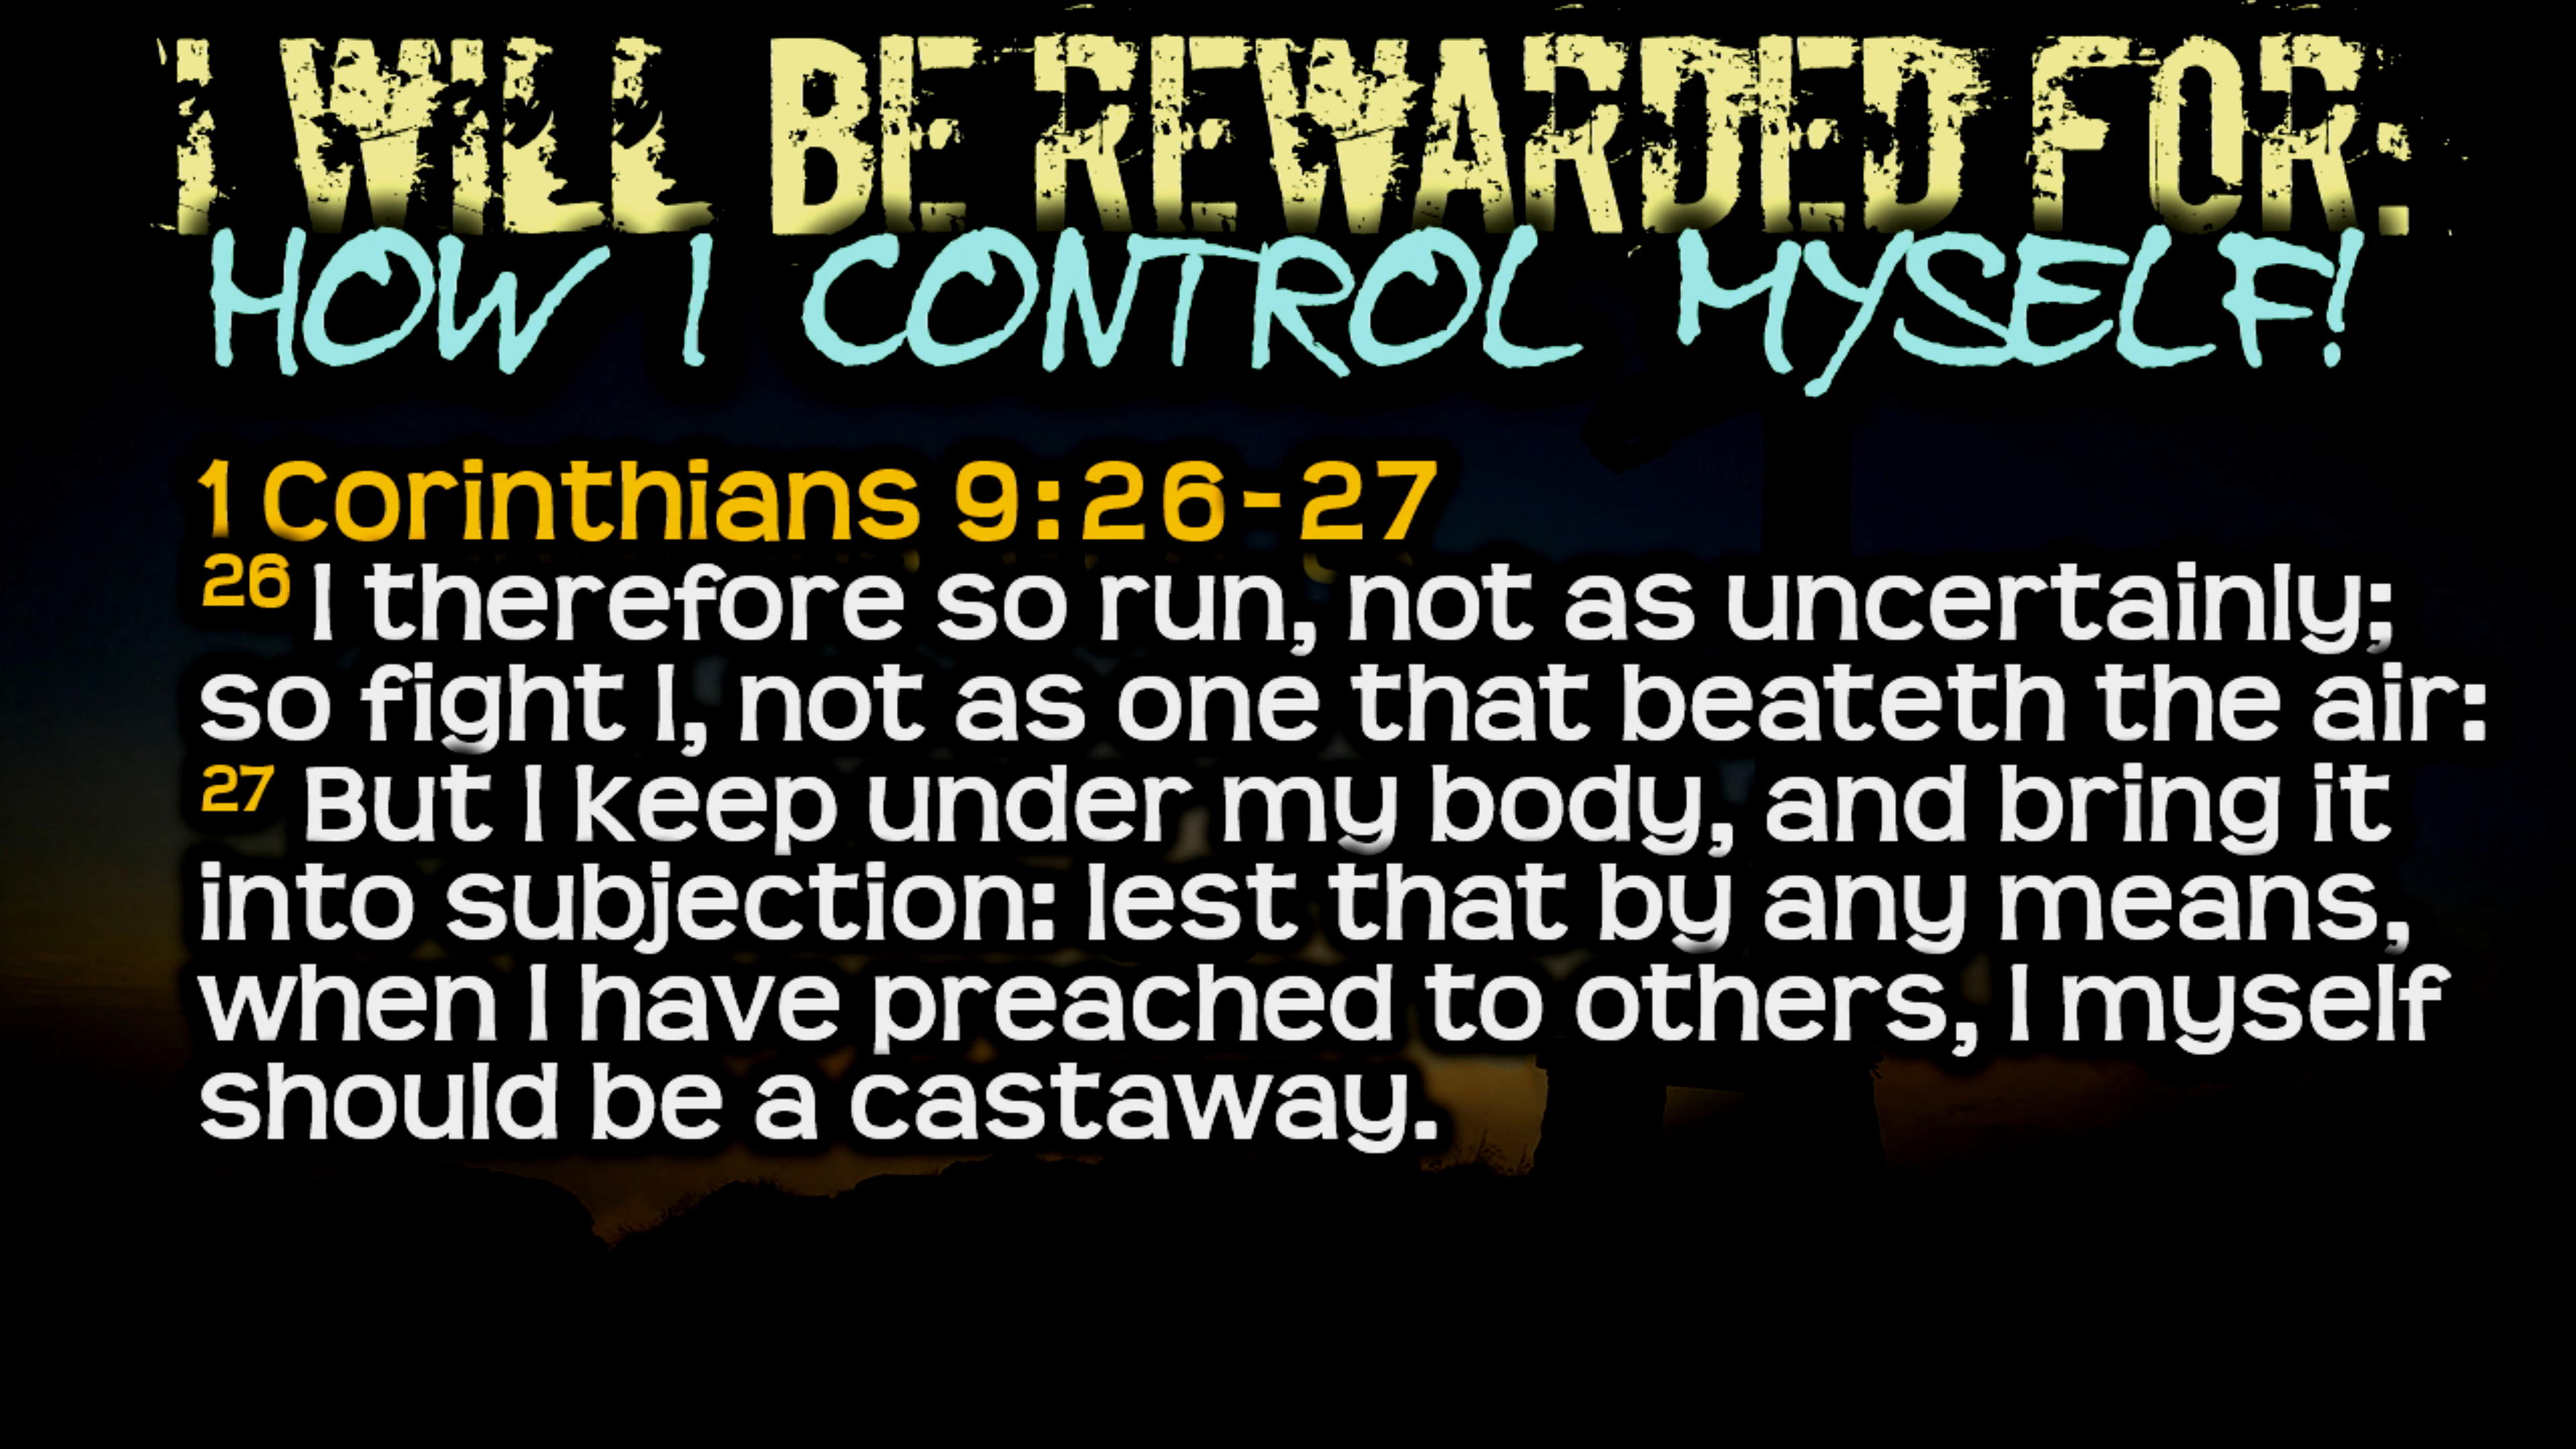 I WILL BE REWARDED FOR:
HOW I CONTROL MYSELF!
1 Corinthians 9:26-27
26 I therefore so run, not as uncertainly;
so fight I, not as one that beateth the air:
27 But I keep under my body, and bring it
into subjection: lest that by any means,
when I have preached to others, I myself
should be a castaway.